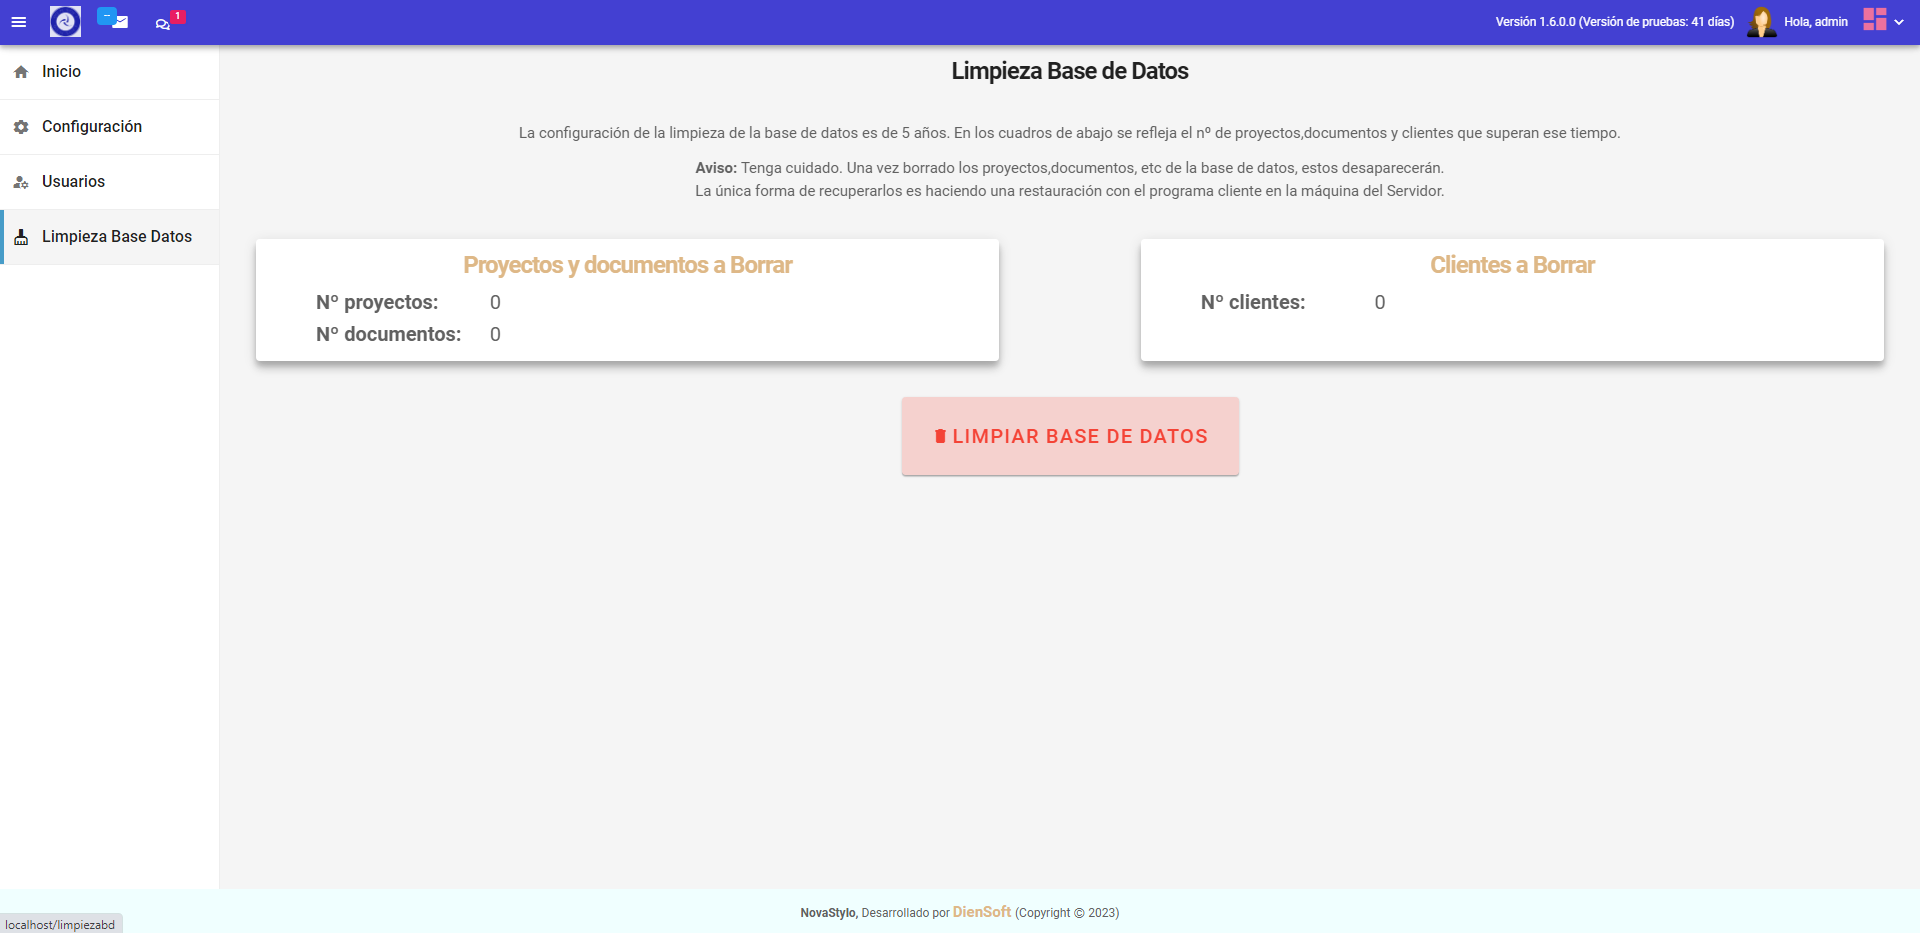 --
1
Versión 1.6.0.0 (Versión de pruebas: 41 días)
Hola, admin
Inicio
Configuración
Usuarios
Limpieza Base Datos
Limpieza Base de Datos
La configuración de la limpieza de la base de datos es de 5 años. En los cuadros de abajo se refleja el nº de proyectos,documentos y clientes que superan ese tiempo.
Aviso: Tenga cuidado. Una vez borrado los proyectos,documentos, etc de la base de datos, estos desaparecerán.
La única forma de recuperarlos es haciendo una restauración con el programa cliente en la máquina del Servidor.
Proyectos y documentos a Borrar
Nº proyectos: 0
Nº documentos: 0
Clientes a Borrar
Nº clientes: 0
LIMPIAR BASE DE DATOS
NovaStylo, Desarrollado por DienSoft (Copyright © 2023)
localhost/limpiezabd